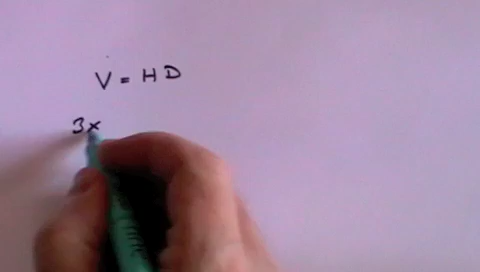 V = HD
3x